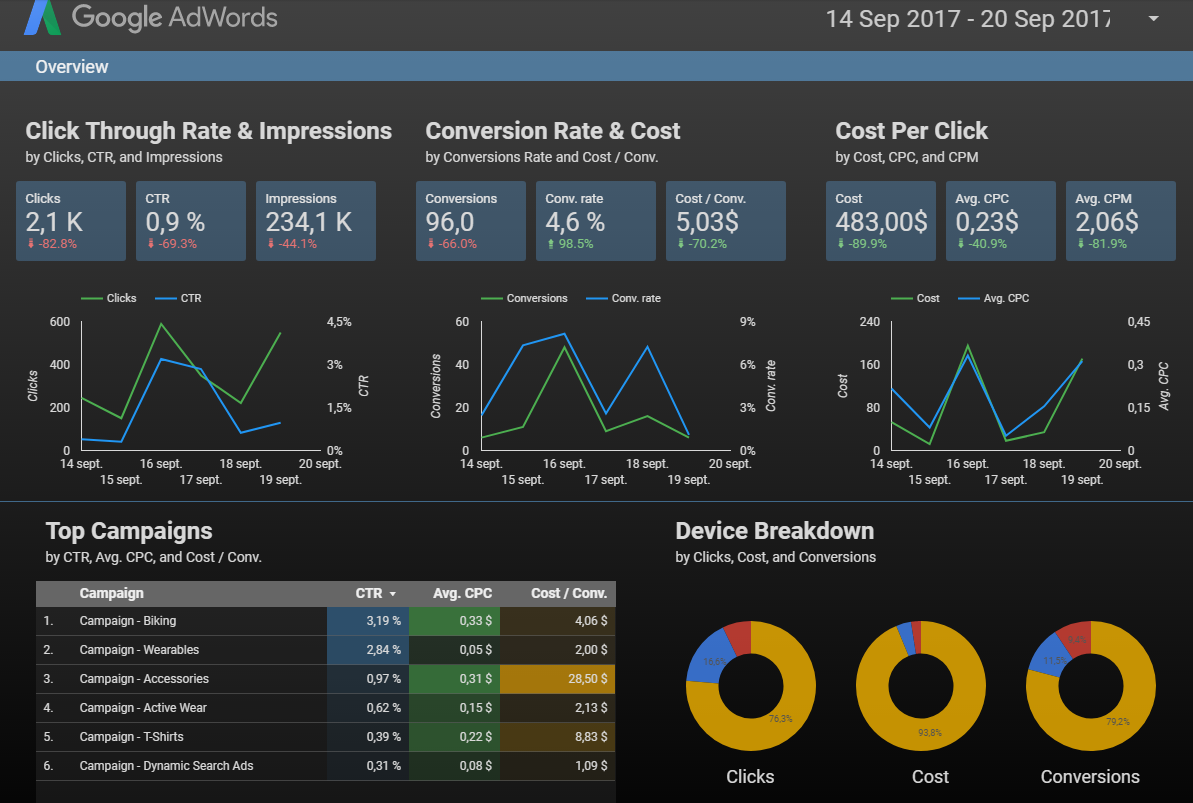 Google AdWords
14 Sep 2017 - 20 Sep 2017
Overview
Click Through Rate & Impressions
by Clicks, CTR, and Impressions
Clicks
2,1 K
-82.8%
CTR
0,9 %
-69.3%
Impressions
234,1 K
-44.1%
Conversion Rate & Cost
by Conversions Rate and Cost / Conv.
Conversions
96,0
-66.0%
Conv. rate
4,6 %
98.5%
Cost / Conv.
5,03$
-70.2%
Cost Per Click
by Cost, CPC, and CPM
Cost
483,00$
-89.9%
Avg. CPC
0,23$
-40.9%
Avg. CPM
2,06$
-81.9%
Clicks CTR
600
400
200
0
Clicks
4,5%
3%
1,5%
0%
CTR
14 sept. 16 sept. 18 sept. 20 sept.
15 sept. 17 sept. 19 sept.
Conversions Conv. rate
60
40
20
0
Conversions
9%
6%
3%
0%
Conv. rate
14 sept. 16 sept. 18 sept. 20 sept.
15 sept. 17 sept. 19 sept.
Cost Avg. CPC
240
160
80
0
Cost
0,45
0,3
0,15
0
Avg. CPC
14 sept. 16 sept. 18 sept. 20 sept.
15 sept. 17 sept. 19 sept.
Top Campaigns
by CTR, Avg. CPC, and Cost / Conv.
Campaign CTR Avg. CPC Cost / Conv.
1. Campaign - Biking 3,19 % 0,33 $ 4,06 $
2. Campaign - Wearables 2,84 % 0,05 $ 2,00 $
3. Campaign - Accessories 0,97 % 0,31 $ 28,50 $
4. Campaign - Active Wear 0,62 % 0,15 $ 2,13 $
5. Campaign - T-Shirts 0,39 % 0,22 $ 8,83 $
6. Campaign - Dynamic Search Ads 0,31 % 0,08 $ 1,09 $
Device Breakdown
by Clicks, Cost, and Conversions
16,6%
76,3%
Clicks
93,8%
Cost
11,5%
79,2%
Conversions